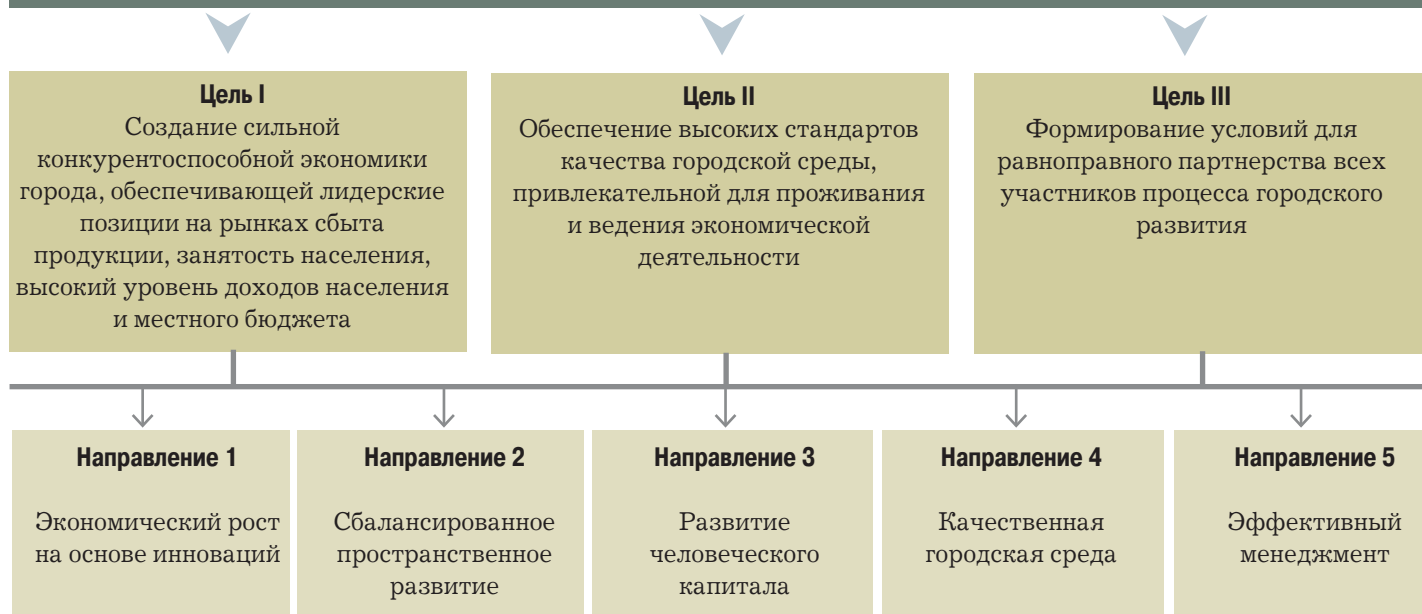 Цель I
Создание сильной
конкурентоспособной экономики
города, обеспечивающей лидерские
позиции на рынках сбыта
продукции, занятость населения,
высокий уровень доходов населения
и местного бюджета
Цель II
Обеспечение высоких стандартов
качества городской среды,
привлекательной для проживания
и ведения экономической
деятельности
Цель III
Формирование условий для
равноправного партнерства всех
участников процесса городского
развития
Направление 1
Экономический рост
на основе инноваций
Направление 2
Сбалансированное
пространственное
развитие
Направление 3
Развитие
человеческого
капитала
Направление 4
Качественная
городская среда
Направление 5
Эффективный
менеджмент